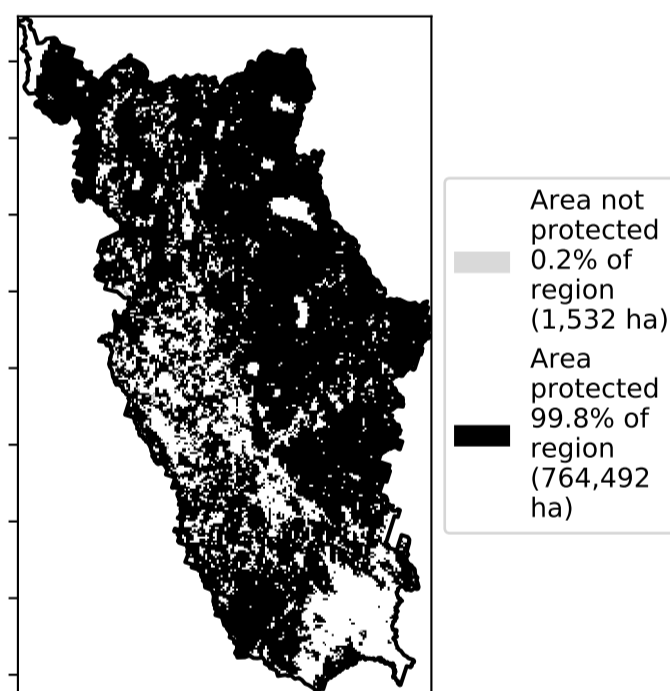 Area not
protected
0.2% of
region
(1,532 ha)
Area
protected
99.8% of
region
(764,492
ha)